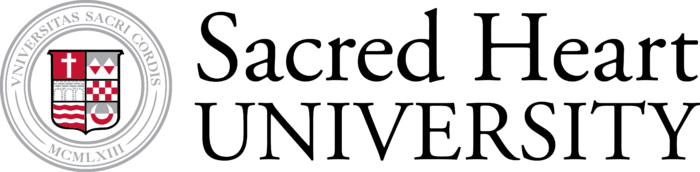 VNIVERSITAS SACRI CORDIS
MCMLXIII
Sacred Heart
UNIVERSITY